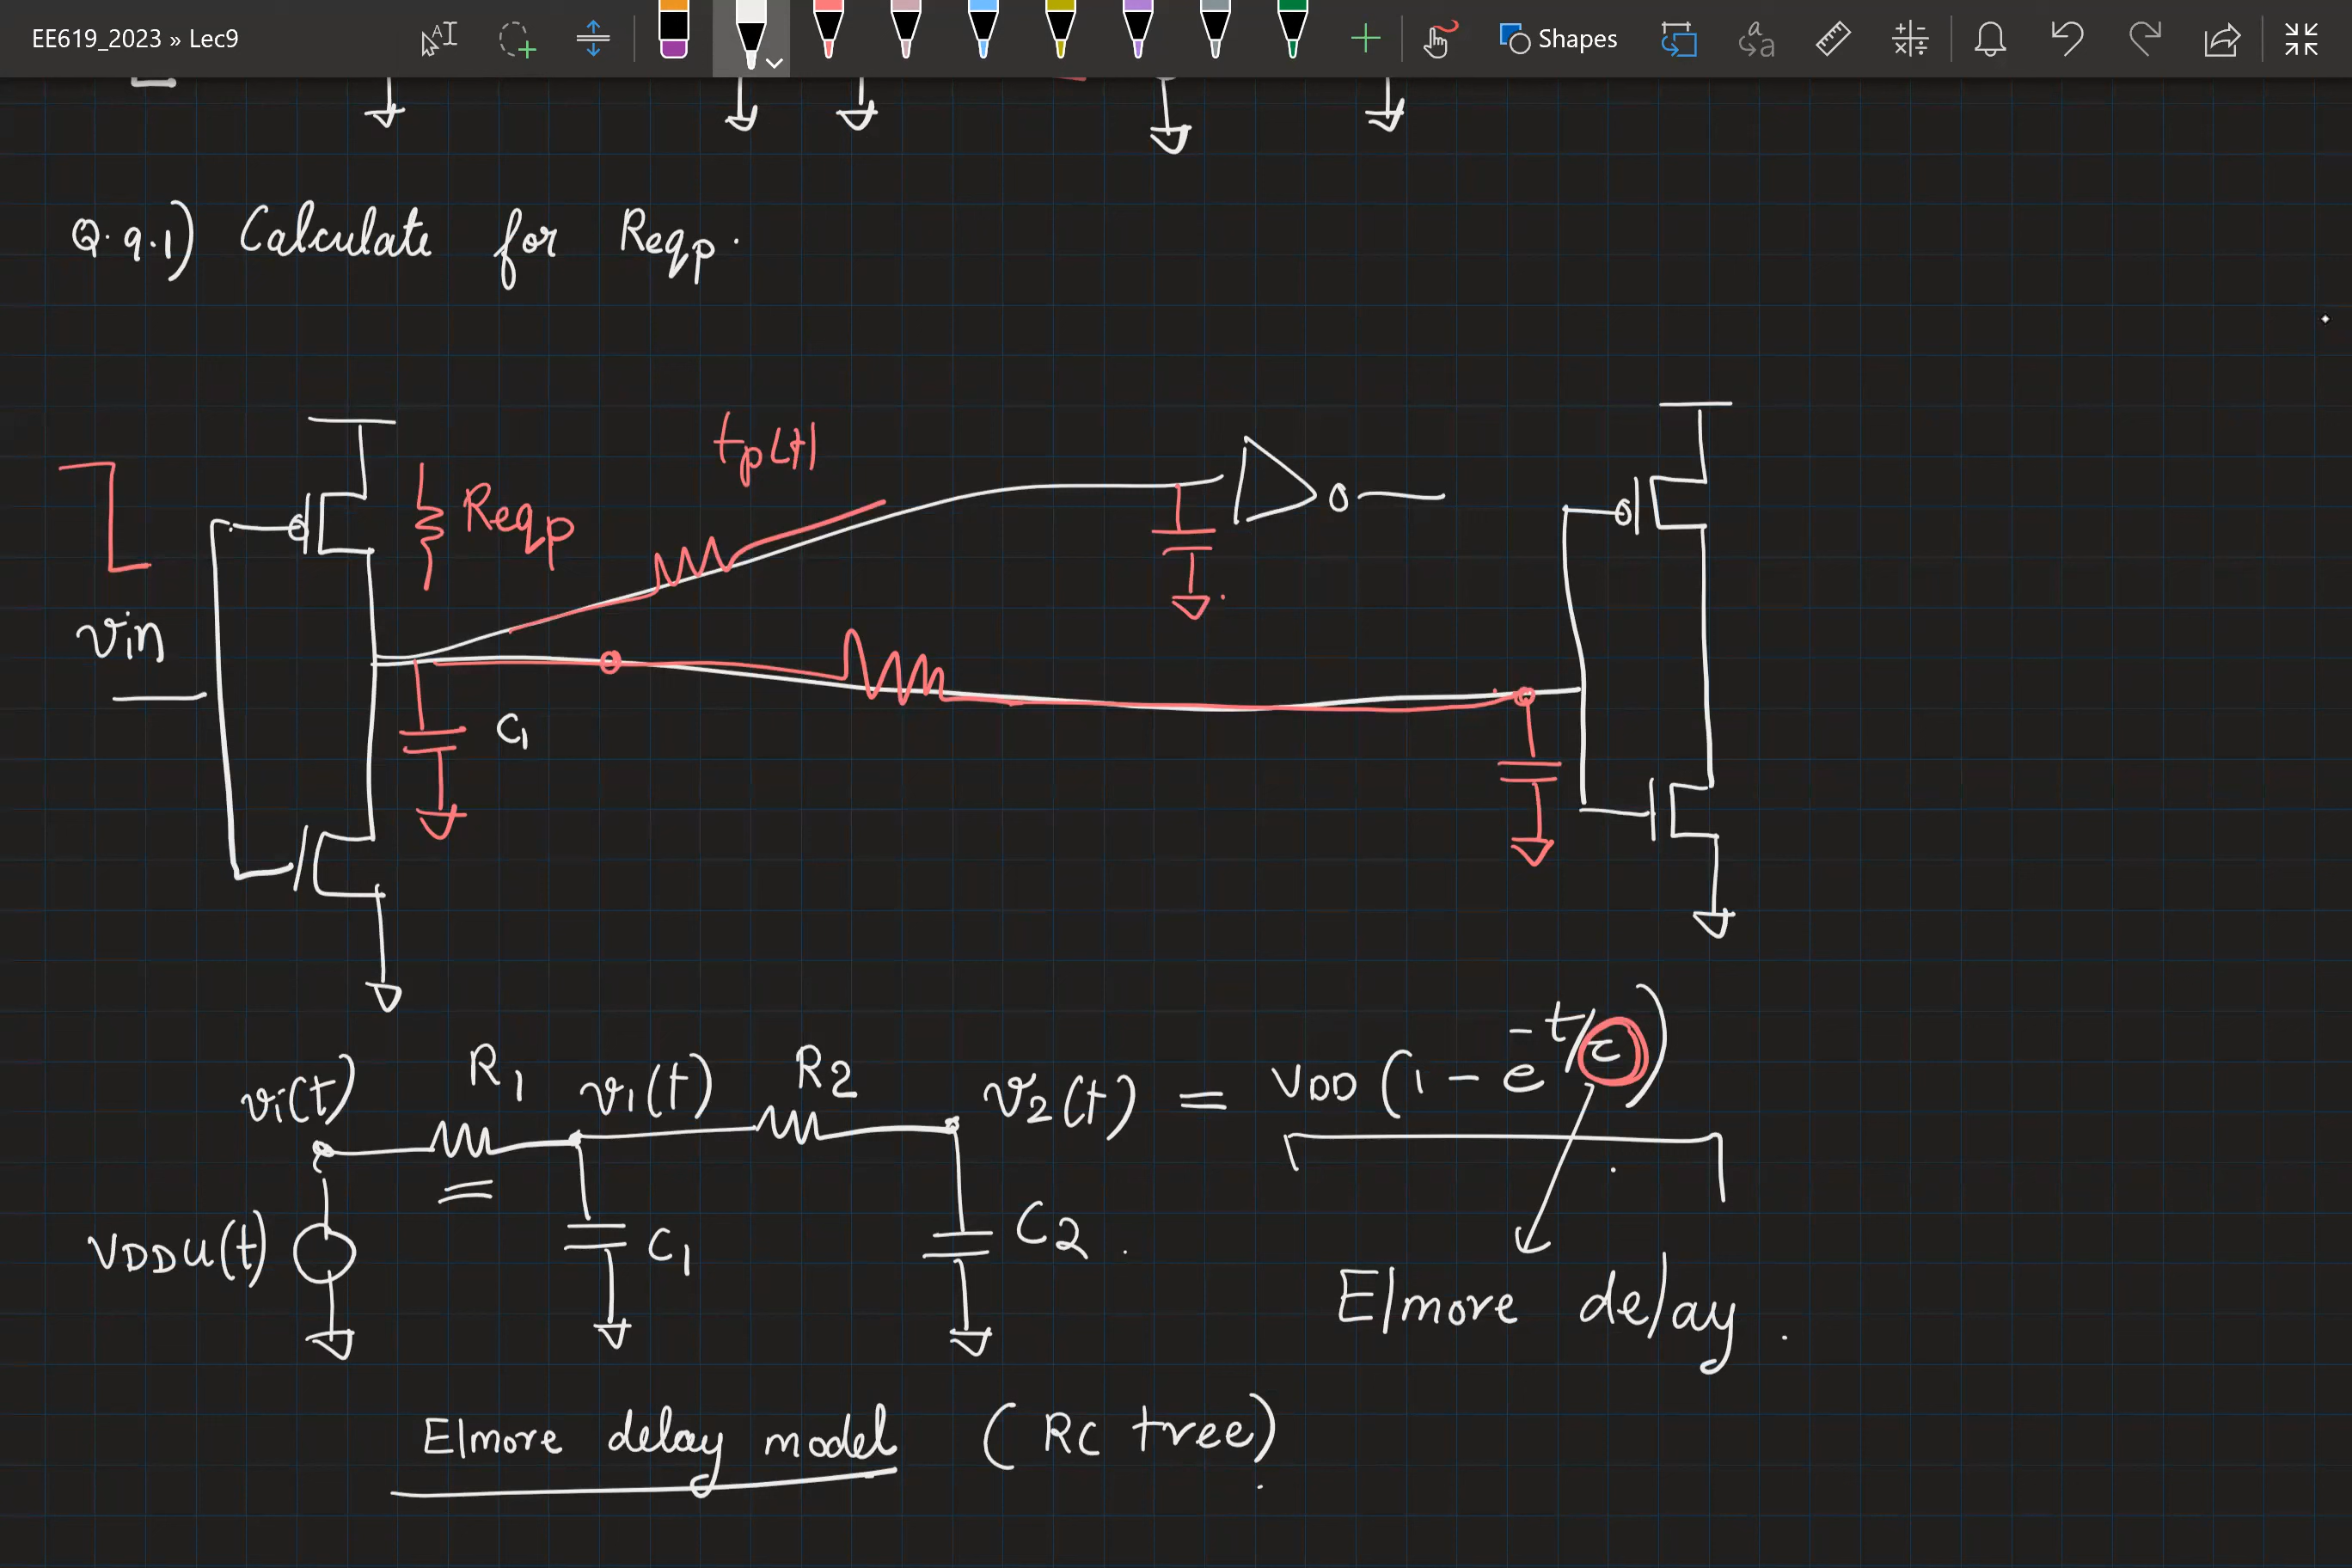 EE619_2023 » Lec9
Shapes
Q.9.1) Calculate for Reqp.
tpLH
Reqp
vin
C1
vi(t) R1 v1(t) R2 v2(t) = VDD (1 - e^-t/τ)
VDDu(t) C1 C2
Elmore delay.
Elmore delay model (RC tree)